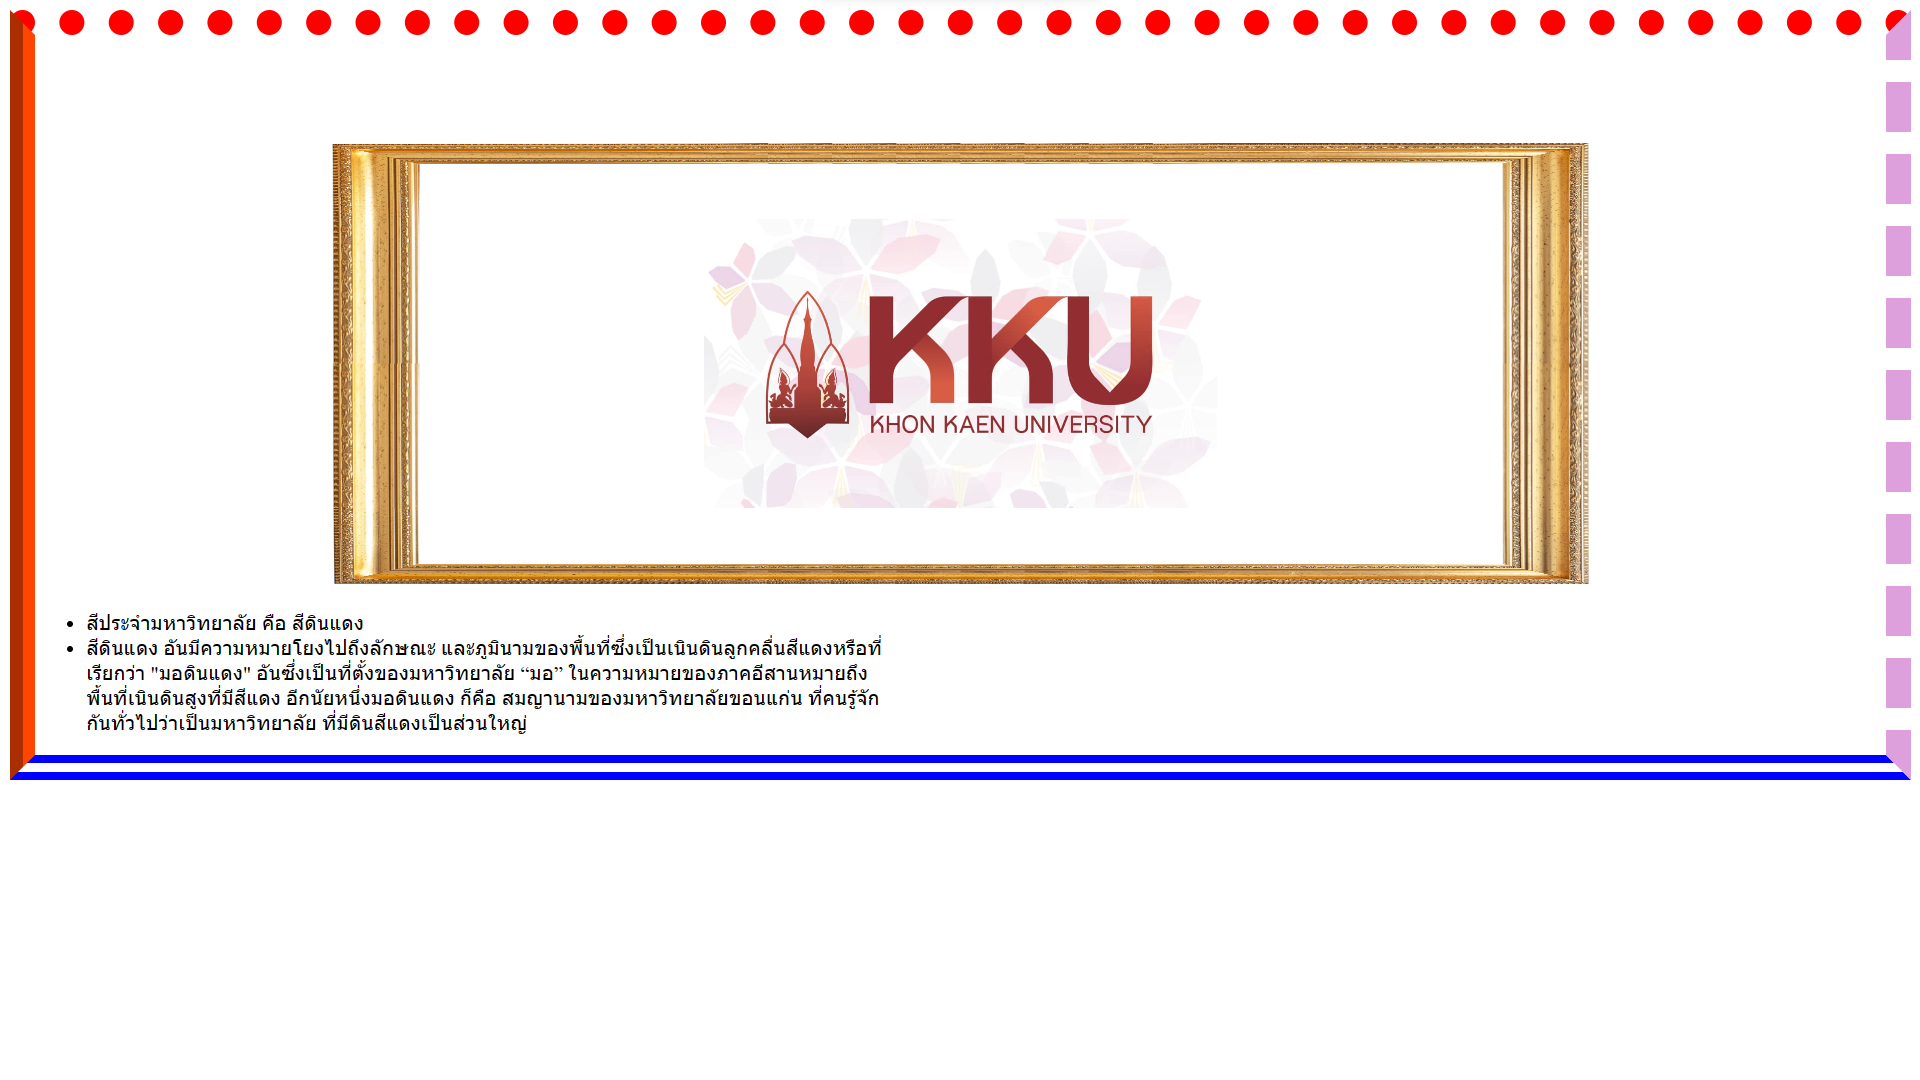 KKU
KHON KAEN UNIVERSITY
สีประจำมหาวิทยาลัย คือ สีดินแดง
สีดินแดง อันมีความหมายโยงไปถึงลักษณะ และภูมินามของพื้นที่ซึ่งเป็นเนินดินลูกคลื่นสีแดงหรือที่
เรียกว่า "มอดินแดง" อันซึ่งเป็นที่ตั้งของมหาวิทยาลัย “มอ” ในความหมายของภาคอีสานหมายถึง
พื้นที่เนินดินสูงที่มีสีแดง อีกนัยหนึ่งมอดินแดง ก็คือ สมญานามของมหาวิทยาลัยขอนแก่น ที่คนรู้จัก
กันทั่วไปว่าเป็นมหาวิทยาลัย ที่มีดินสีแดงเป็นส่วนใหญ่